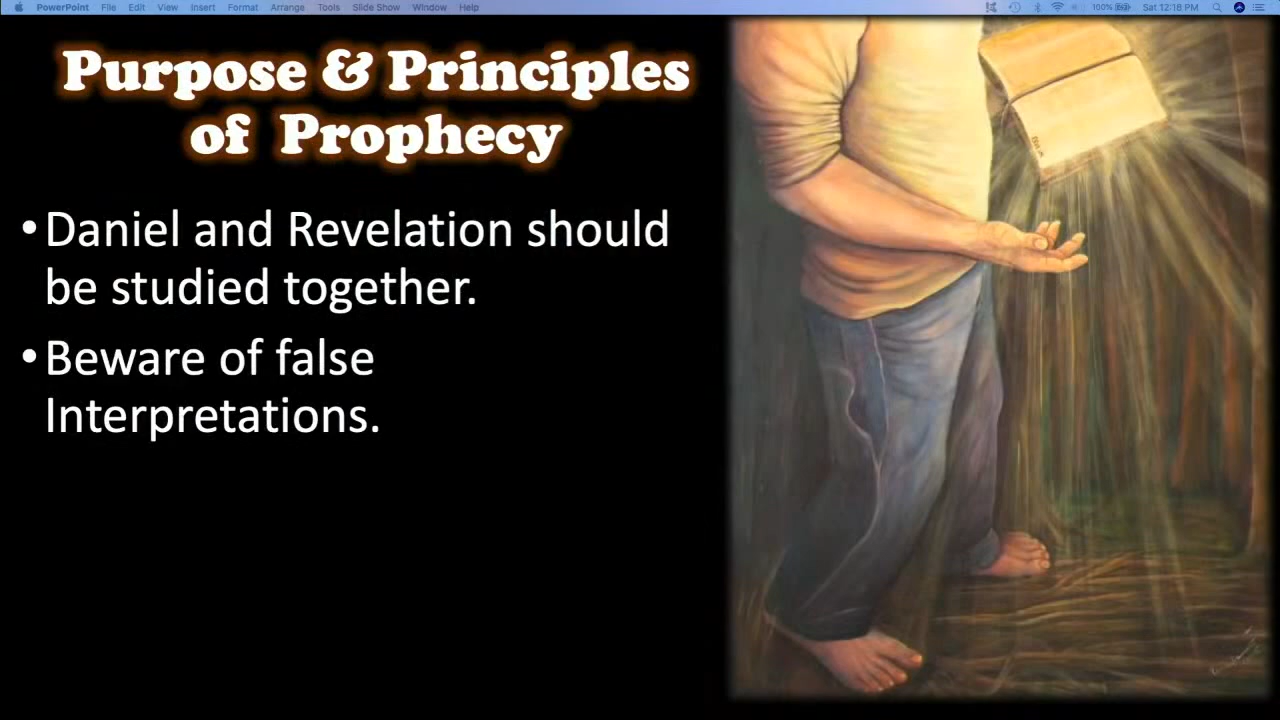 PowerPoint File Edit View Insert Format Arrange Tools Slide Show Window Help 100% Sat 12:18 PM
Purpose & Principles
of Prophecy
•Daniel and Revelation should
be studied together.
•Beware of false
Interpretations.